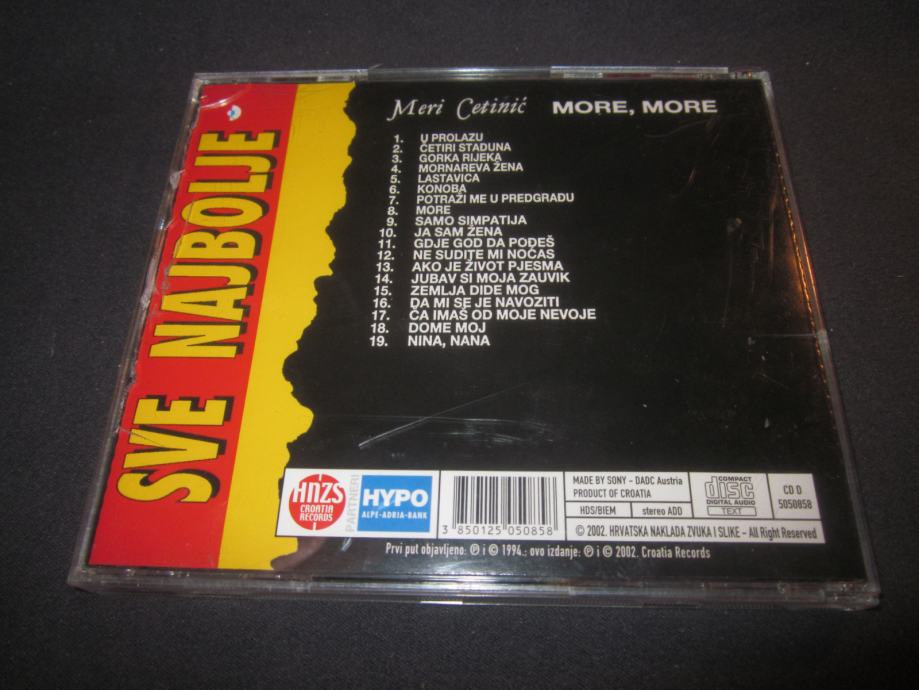 SVE NAJBOLJE
Meri Cetinić MORE, MORE
1. U PROLAZU
2. ČETIRI STAĐUNA
3. GORKA RIJEKA
4. MORNAREVA ŽENA
5. LASTAVICA
6. KONOBA
7. POTRAŽI ME U PREDGRAĐU
8. MORE
9. SAMO SIMPATIJA
10. JA SAM ŽENA
11. GDJE GOD DA POĐEŠ
12. NE SUDITE MI NOĆAS
13. AKO JE ŽIVOT PJESMA
14. JUBAV SI MOJA ZAUVIK
15. ZEMLJA DIDE MOG
16. DA MI SE JE NAVOZITI
17. ČA IMAŠ OD MOJE NEVOJE
18. DOME MOJ
19. NINA, NANA
HNZS
CROATIA
RECORDS
PARTNERI
HYPO
ALPE-ADRIA-BANK
3 850125 050858
MADE BY SONY - DADC Austria
PRODUCT OF CROATIA
HDS/BIEM stereo ADD
COMPACT
disc
DIGITAL AUDIO
TEXT
CD D
5050858
© 2002. HRVATSKA NAKLADA ZVUKA I SLIKE - All Right Reserved
Prvi put objavljeno: ℗ i © 1994.; ovo izdanje: ℗ i © 2002. Croatia Records